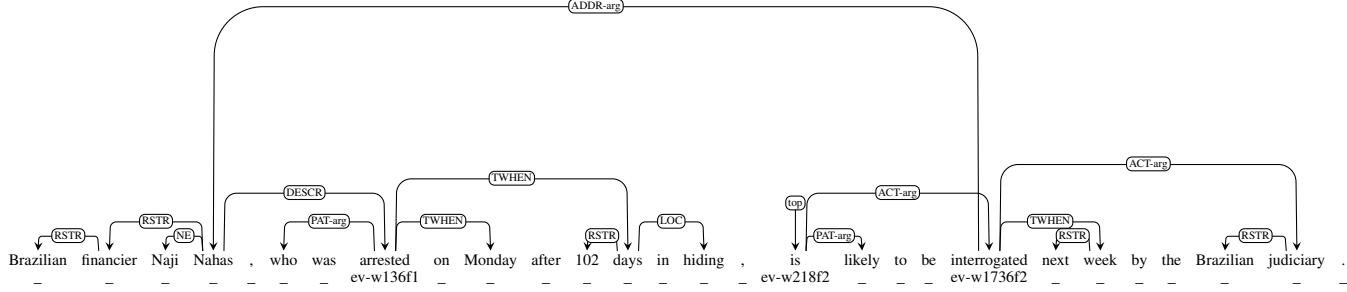 ADDR-arg
ACT-arg
TWHEN
DESCR ACT-arg
top
RSTR PAT-arg TWHEN LOC TWHEN
RSTR NE RSTR PAT-arg RSTR RSTR
Brazilian financier Naji Nahas , who was arrested on Monday after 102 days in hiding , is likely to be interrogated next week by the Brazilian judiciary .
_ _ _ _ _ _ _ ev-w136f1 _ _ _ _ _ _ _ _ ev-w218f2 _ _ _ ev-w1736f2 _ _ _ _ _ _ _